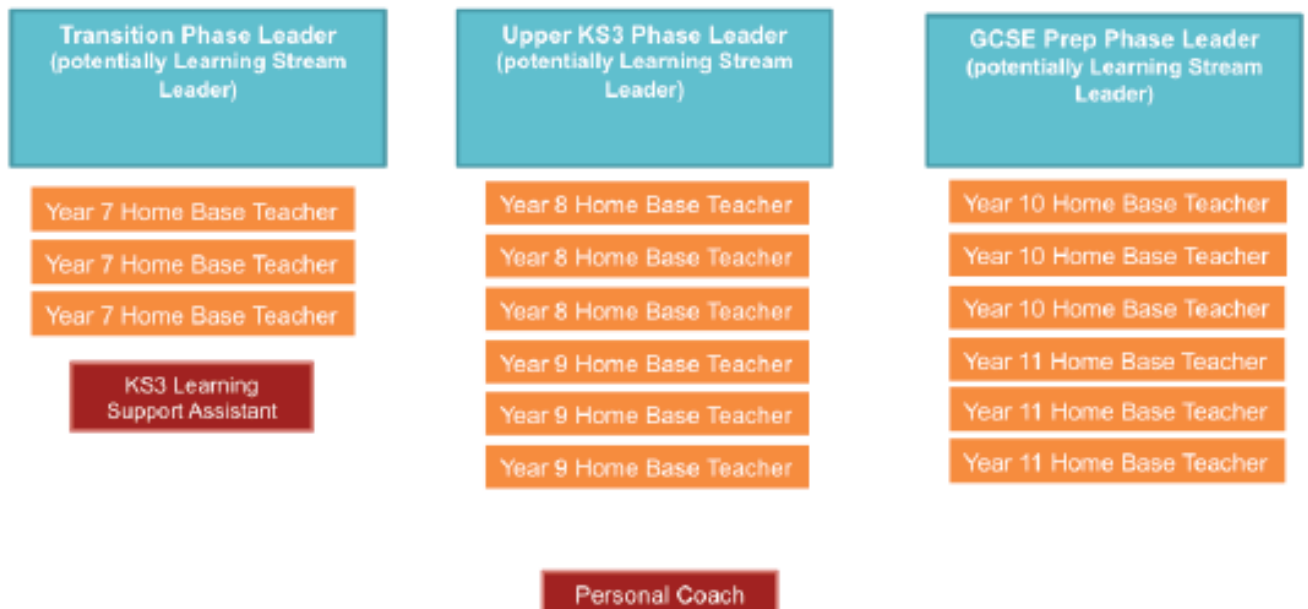 Transition Phase Leader
(potentially Learning Stream
Leader)
Year 7 Home Base Teacher
Year 7 Home Base Teacher
Year 7 Home Base Teacher
KS3 Learning
Support Assistant
Upper KS3 Phase Leader
(potentially Learning Stream
Leader)
Year 8 Home Base Teacher
Year 8 Home Base Teacher
Year 8 Home Base Teacher
Year 9 Home Base Teacher
Year 9 Home Base Teacher
Year 9 Home Base Teacher
Personal Coach
GCSE Prep Phase Leader
(potentially Learning Stream
Leader)
Year 10 Home Base Teacher
Year 10 Home Base Teacher
Year 10 Home Base Teacher
Year 11 Home Base Teacher
Year 11 Home Base Teacher
Year 11 Home Base Teacher